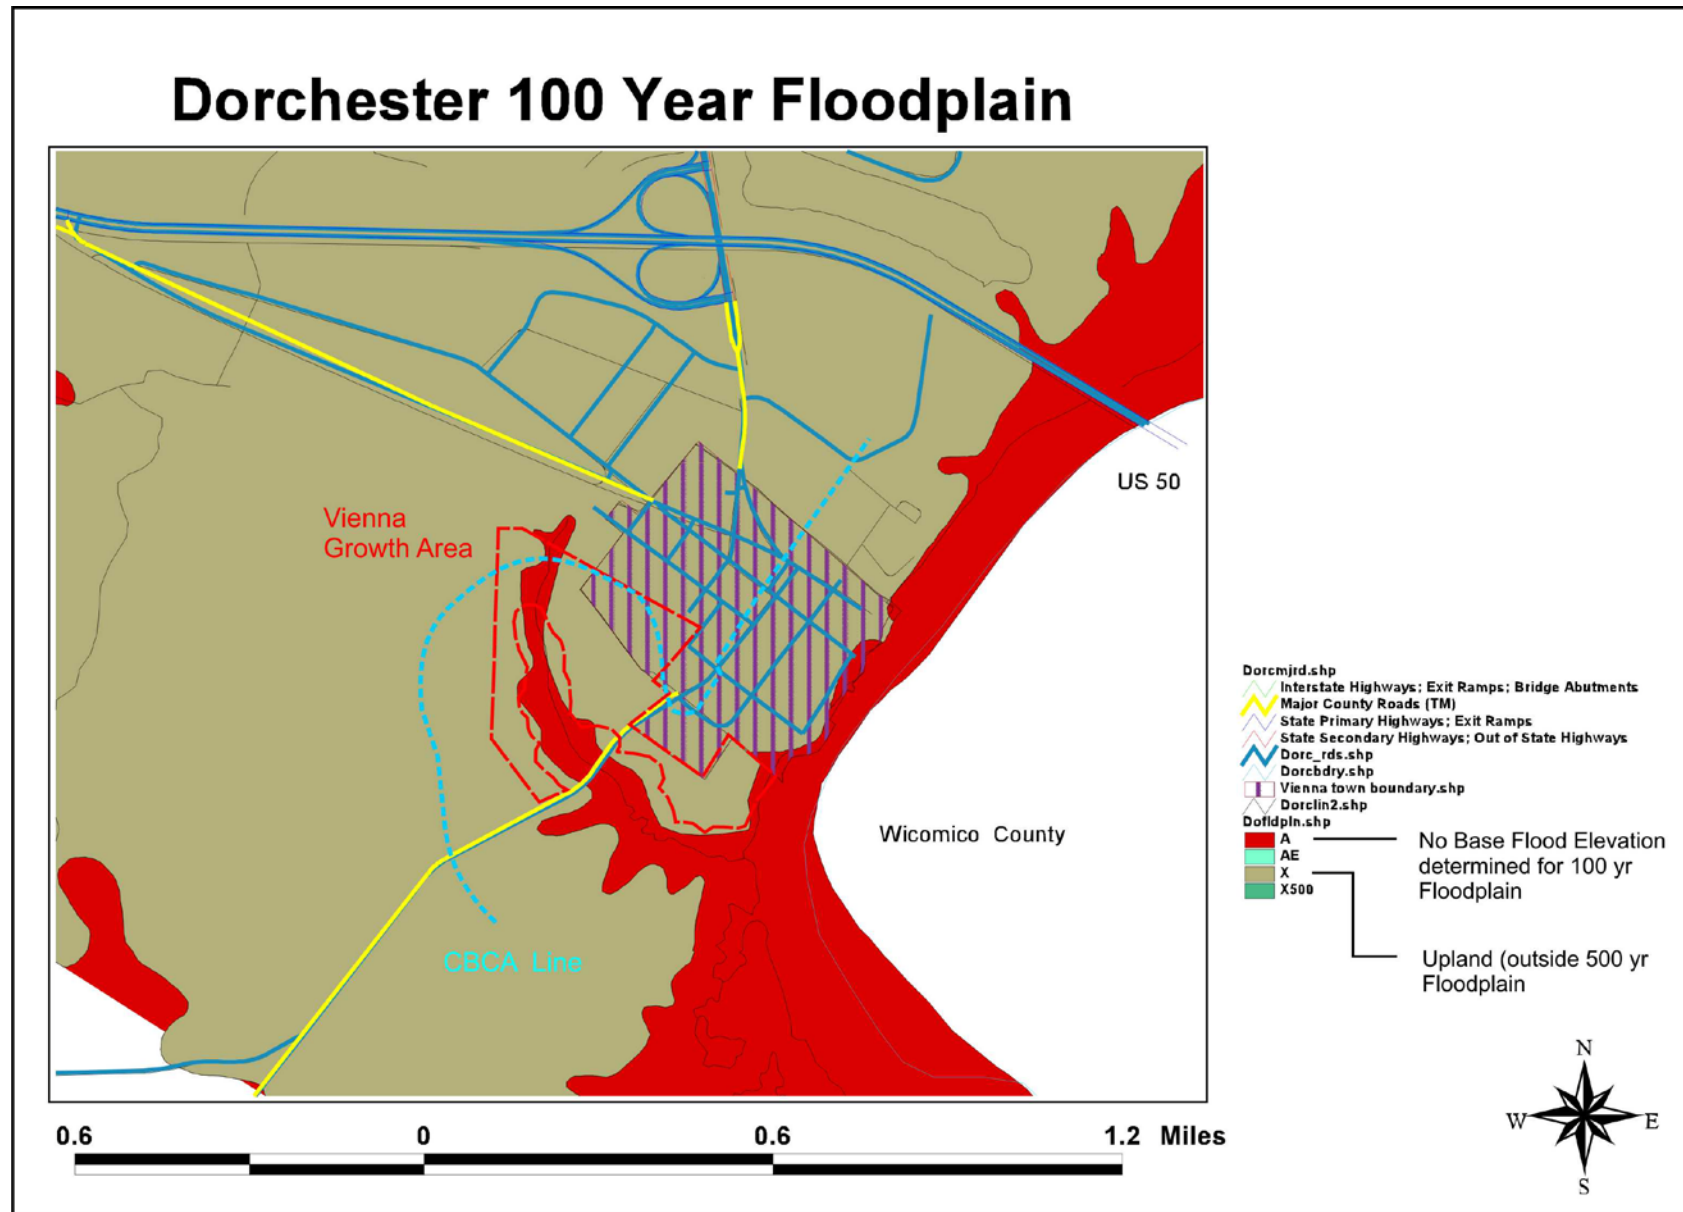 Dorchester 100 Year Floodplain
US 50
Vienna
Growth Area
Wicomico County
CBCA Line
Dorcmjrd.shp
Interstate Highways; Exit Ramps; Bridge Abutments
Major County Roads (TM)
State Primary Highways; Exit Ramps
State Secondary Highways; Out of State Highways
Dorc_rds.shp
Dorcbdry.shp
Vienna town boundary.shp
Dorclin2.shp
Dofldpln.shp
A
AE
X
X500
No Base Flood Elevation
determined for 100 yr
Floodplain
Upland (outside 500 yr
Floodplain
N
W E
S
0.6 0 0.6 1.2 Miles